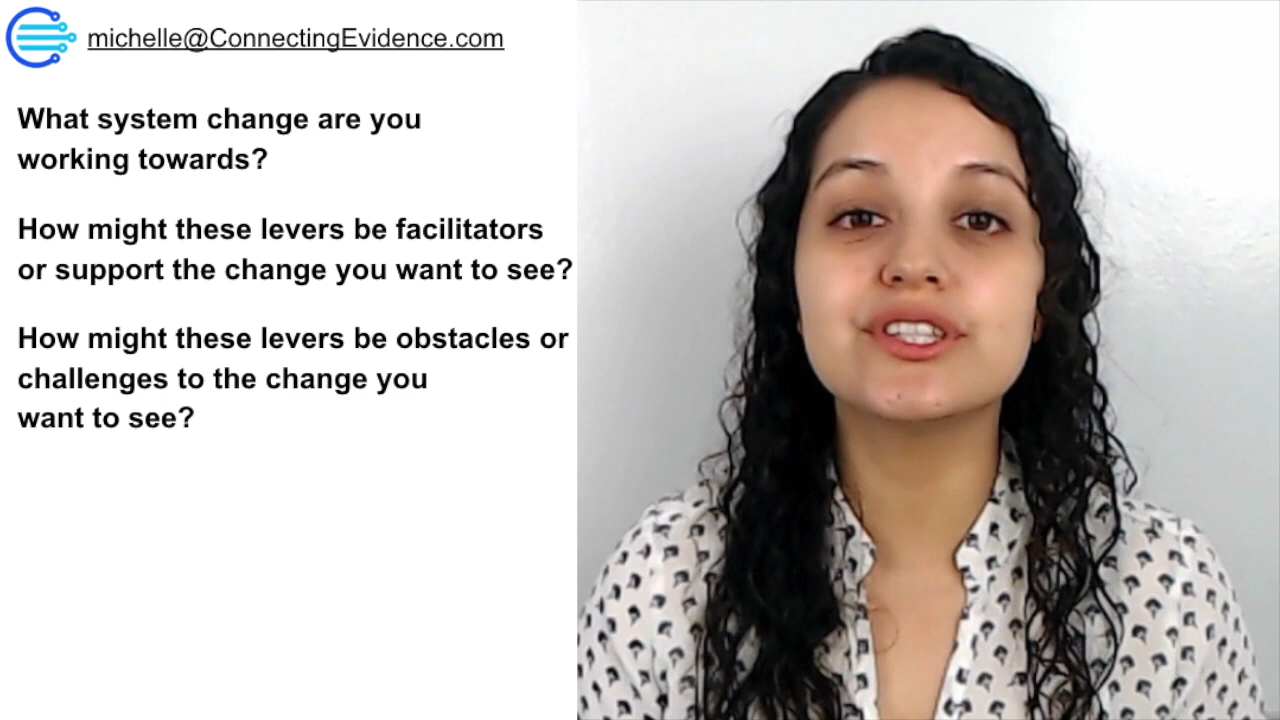 michelle@ConnectingEvidence.com
What system change are you
working towards?
How might these levers be facilitators
or support the change you want to see?
How might these levers be obstacles or
challenges to the change you
want to see?